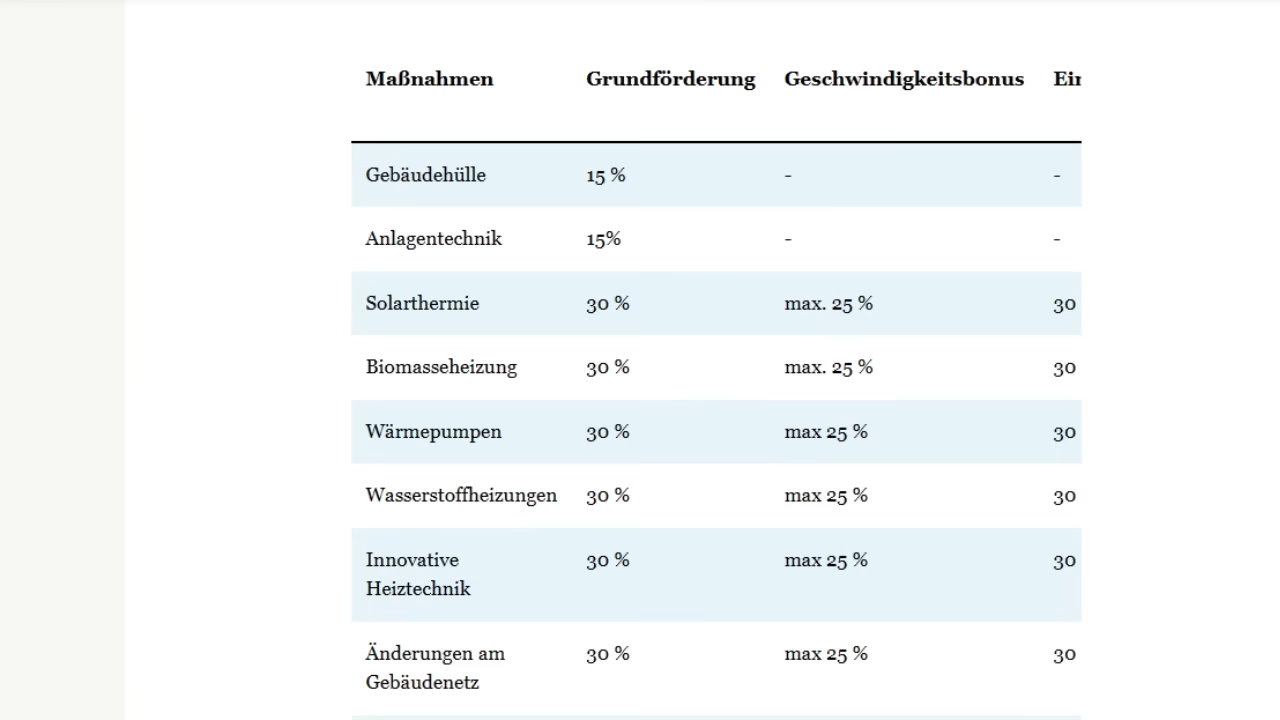 Maßnahmen Grundförderung Geschwindigkeitsbonus
Gebäudehülle 15 % - -
Anlagentechnik 15% - -
Solarthermie 30 % max. 25 % 30
Biomasseheizung 30 % max. 25 % 30
Wärmepumpen 30 % max 25 % 30
Wasserstoffheizungen 30 % max 25 % 30
Innovative 30 % max 25 % 30
Heiztechnik
Änderungen am 30 % max 25 % 30
Gebäudenetz